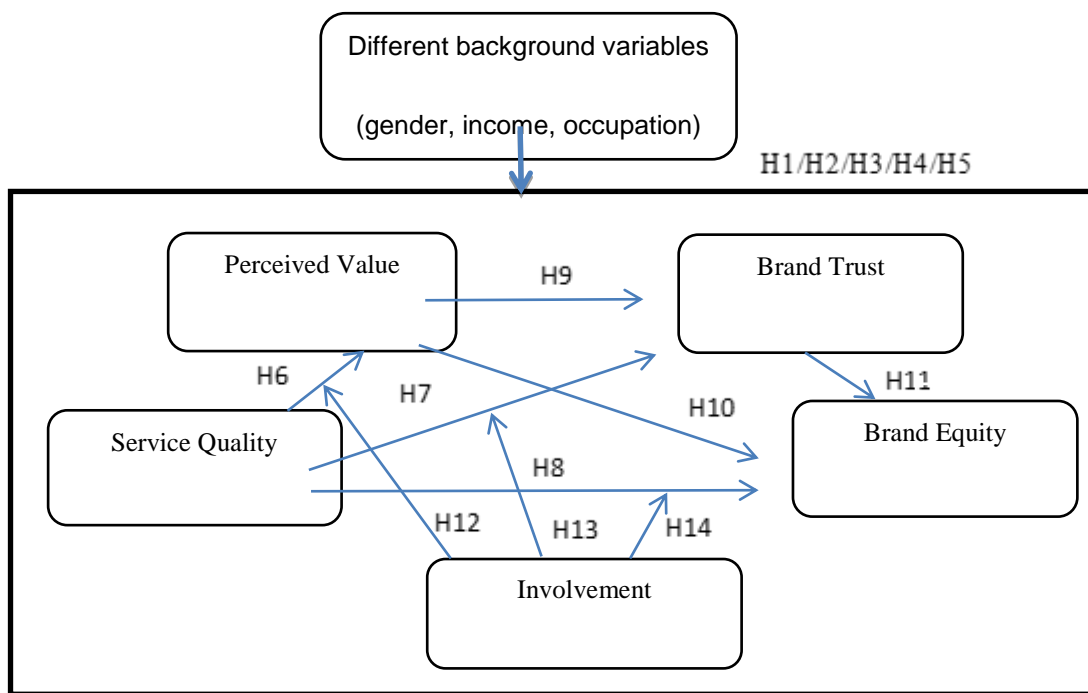 Different background variables
(gender, income, occupation)
H1/H2/H3/H4/H5
Perceived Value
H9
Brand Trust
H6
H7
H10
H11
Service Quality
H8
Brand Equity
H12
H13
H14
Involvement